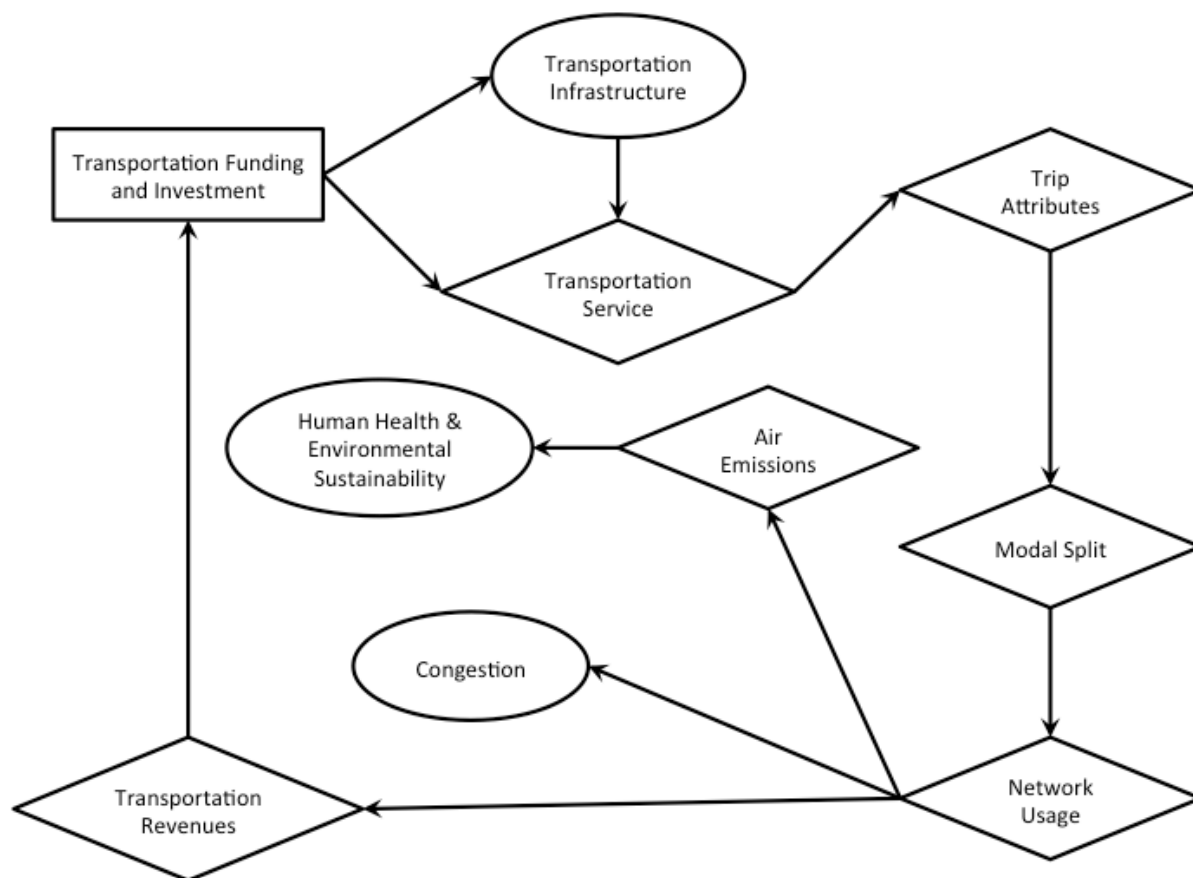 Transportation
Infrastructure
Transportation Funding
and Investment
Trip
Attributes
Transportation
Service
Human Health &
Environmental
Sustainability
Air
Emissions
Modal Split
Congestion
Transportation
Revenues
Network
Usage